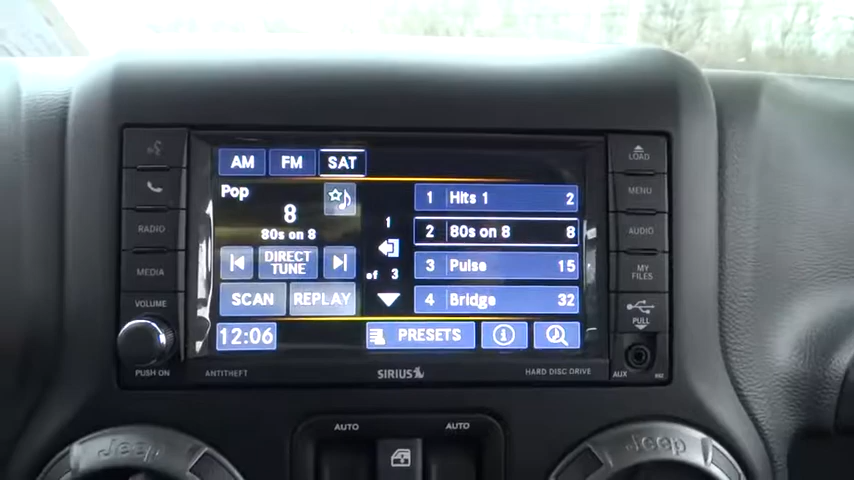 AM FM SAT
LOAD
Pop
MENU
1 Hits 1 2
8
80s on 8
RADIO
1
2 80s on 8 8
AUDIO
DIRECT
TUNE
of 3
3 Pulse 15
MEDIA
MY
FILES
SCAN REPLAY
4 Bridge 32
VOLUME
PULL
12:06
PRESETS
PUSH ON
ANTITHEFT
SIRIUS
HARD DISC DRIVE
AUX
AUTO
AUTO
Jeep
Jeep